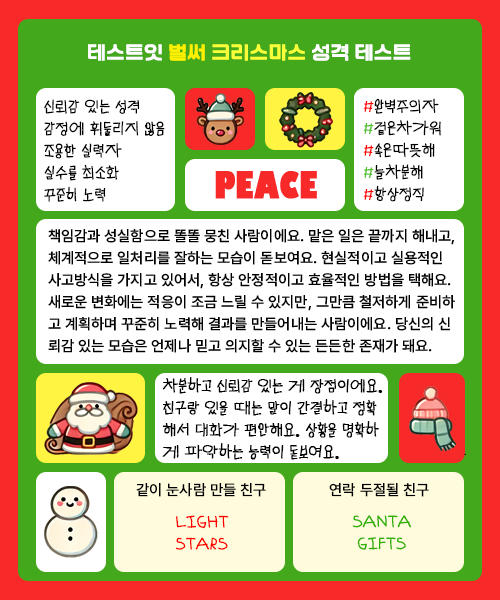 테스트잇 벌써 크리스마스 성격 테스트
신뢰감 있는 성격
감정에 휘둘리지 않음
조용한 실력자
실수를 최소화
꾸준히 노력
PEACE
#완벽주의자
#겉은차가워
#속은따뜻해
#늘차분해
#항상정직
책임감과 성실함으로 똘똘 뭉친 사람이에요. 맡은 일은 끝까지 해내고,
체계적으로 일처리를 잘하는 모습이 돋보여요. 현실적이고 실용적인
사고방식을 가지고 있어서, 항상 안정적이고 효율적인 방법을 택해요.
새로운 변화에는 적응이 조금 느릴 수 있지만, 그만큼 철저하게 준비하
고 계획하며 꾸준히 노력해 결과를 만들어내는 사람이에요. 당신의 신
뢰감 있는 모습은 언제나 믿고 의지할 수 있는 든든한 존재가 돼요.
차분하고 신뢰감 있는 게 장점이에요.
친구랑 있을 때는 말이 간결하고 정확
해서 대화가 편안해요. 상황을 명확하
게 파악하는 능력이 돋보여요.
같이 눈사람 만들 친구
LIGHT
STARS
연락 두절될 친구
SANTA
GIFTS